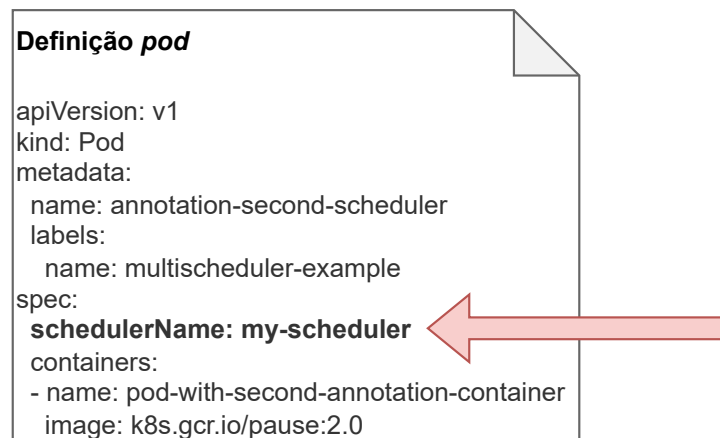 Definição pod
apiVersion: v1
kind: Pod
metadata:
  name: annotation-second-scheduler
  labels:
    name: multischeduler-example
spec:
  schedulerName: my-scheduler
  containers:
  - name: pod-with-second-annotation-container
    image: k8s.gcr.io/pause:2.0